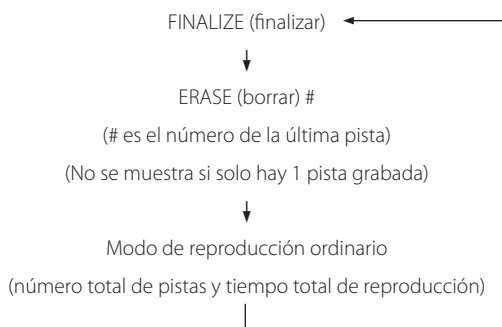 FINALIZE (finalizar)
ERASE (borrar) #
(# es el número de la última pista)
(No se muestra si solo hay 1 pista grabada)
Modo de reproducción ordinario
(número total de pistas y tiempo total de reproducción)